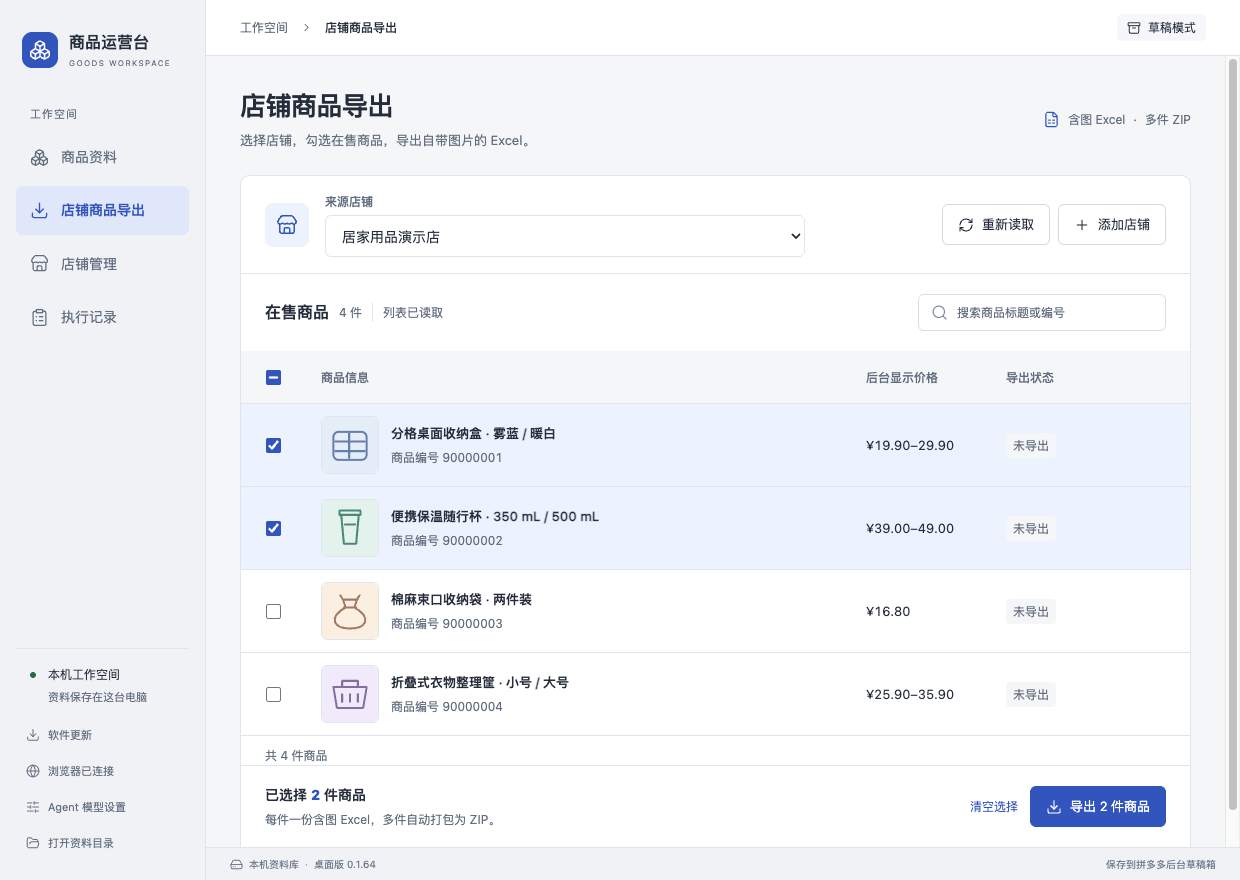 商品运营台
GOODS WORKSPACE
工作空间
商品资料
店铺商品导出
店铺管理
执行记录
本机工作空间
资料保存在这台电脑
软件更新
浏览器已连接
Agent 模型设置
打开资料目录
工作空间 > 店铺商品导出
草稿模式
店铺商品导出
选择店铺，勾选在售商品，导出自带图片的 Excel。
含图 Excel · 多件 ZIP
来源店铺
居家用品演示店
重新读取
添加店铺
在售商品 4 件 列表已读取
搜索商品标题或编号
商品信息 后台显示价格 导出状态
分格桌面收纳盒 · 雾蓝 / 暖白
商品编号 90000001
¥19.90–29.90
未导出
便携保温随行杯 · 350 mL / 500 mL
商品编号 90000002
¥39.00–49.00
未导出
棉麻束口收纳袋 · 两件装
商品编号 90000003
¥16.80
未导出
折叠式衣物整理筐 · 小号 / 大号
商品编号 90000004
¥25.90–35.90
未导出
共 4 件商品
已选择 2 件商品
每件一份含图 Excel，多件自动打包为 ZIP。
清空选择
导出 2 件商品
本机资料库 · 桌面版 0.1.64
保存到拼多多后台草稿箱